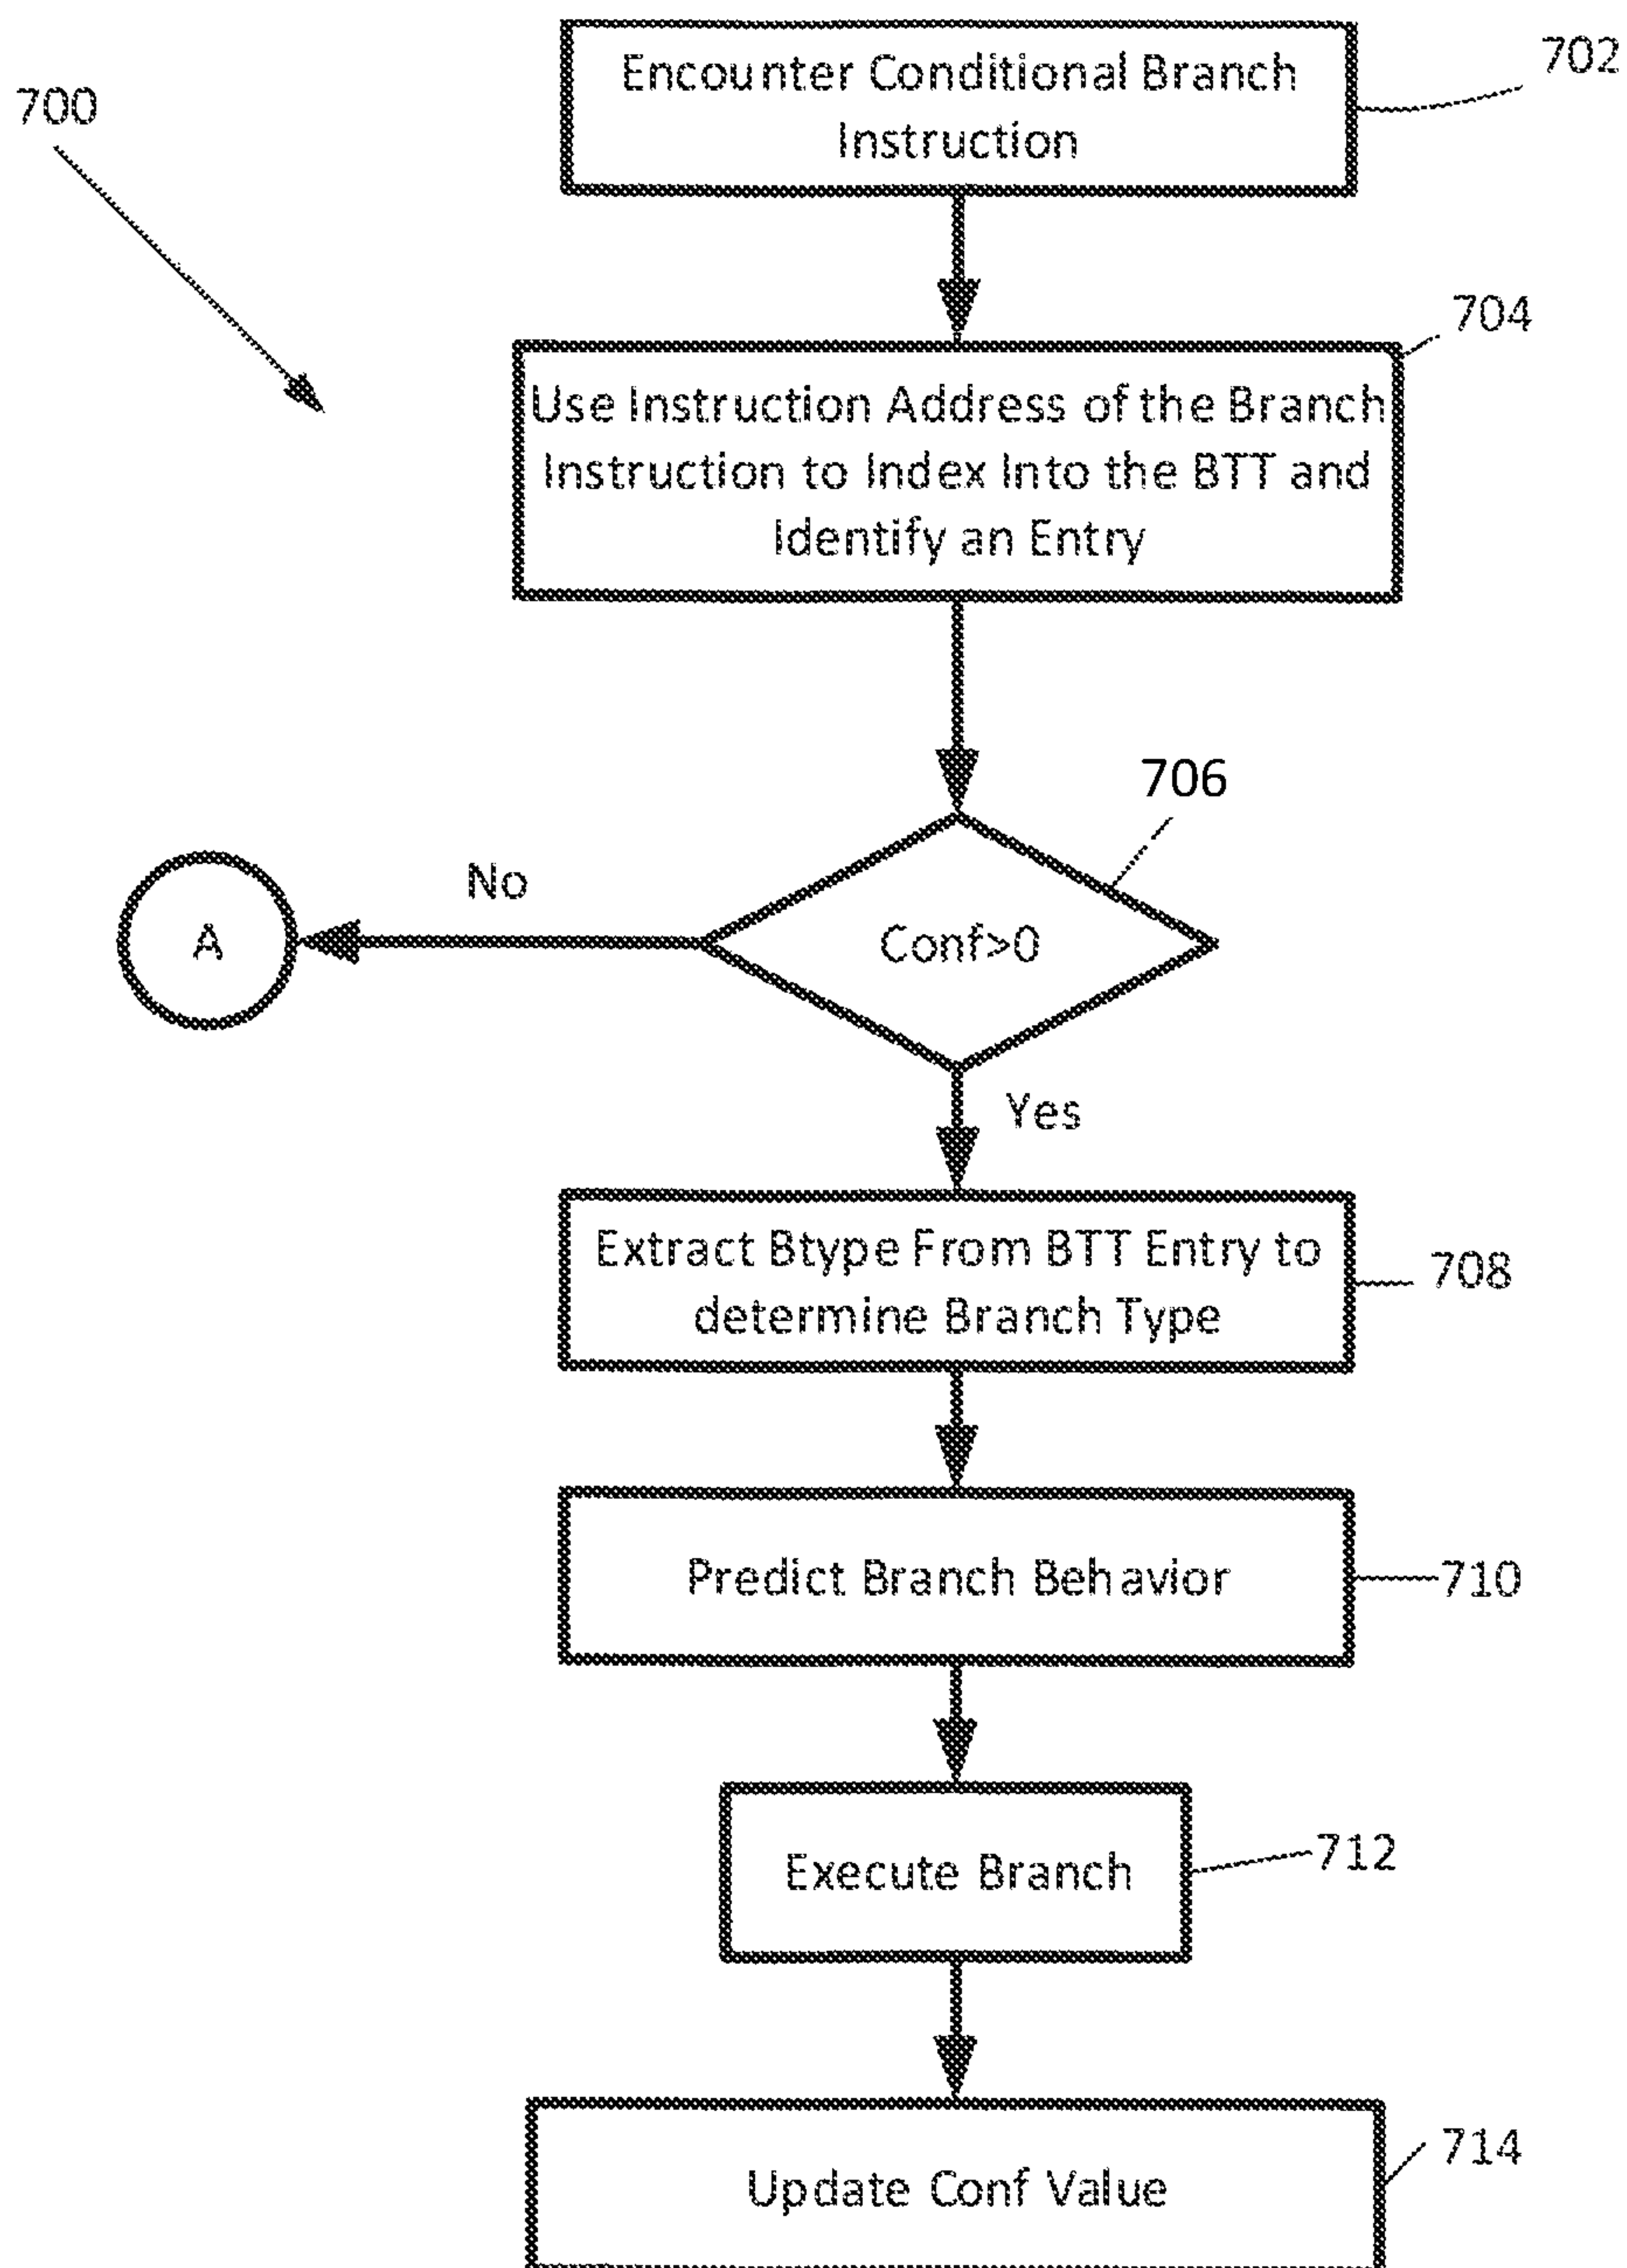 700
Encounter Conditional Branch
Instruction
702
704
Use Instruction Address of the Branch
Instruction to Index Into the BTT and
Identify an Entry
706
Conf>0
No
A
Yes
Extract Btype From BTT Entry to
determine Branch Type
708
Predict Branch Behavior
710
Execute Branch
712
Update Conf Value
714